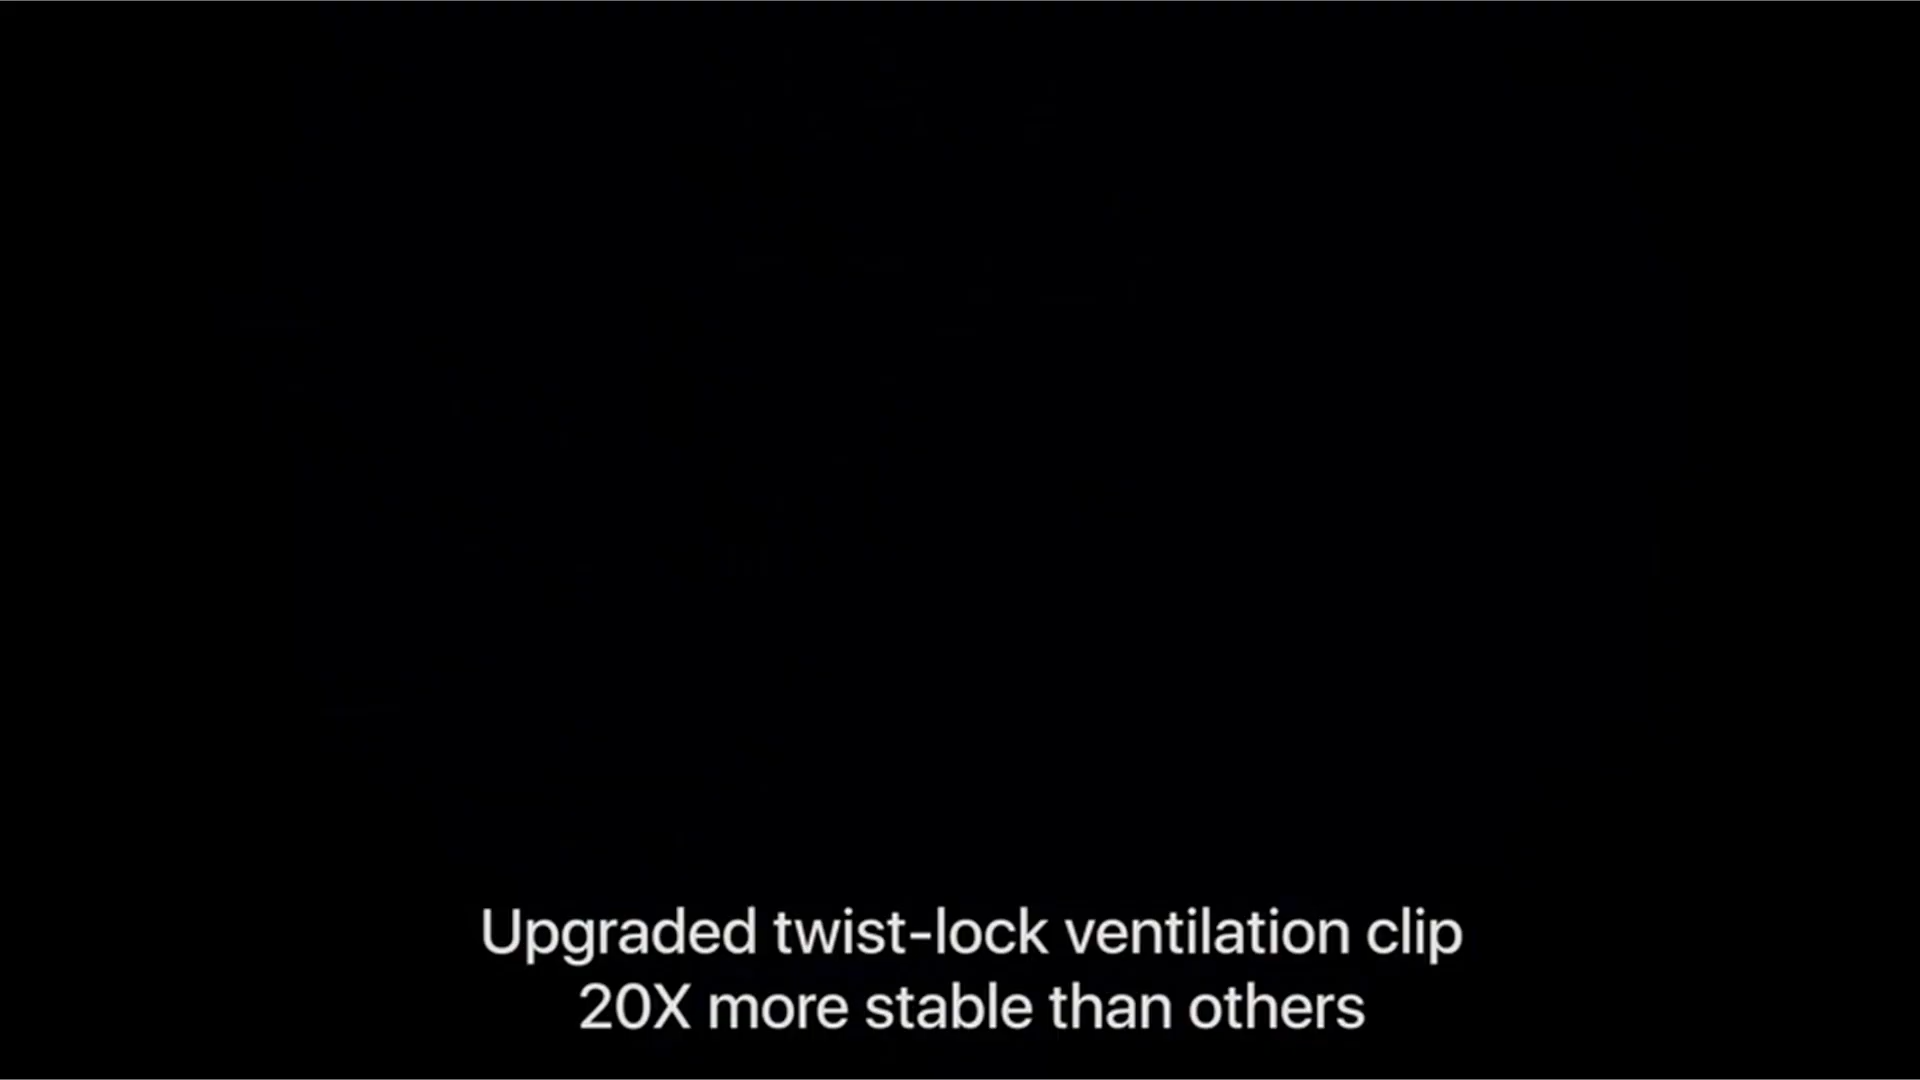 Upgraded twist-lock ventilation clip
20X more stable than others